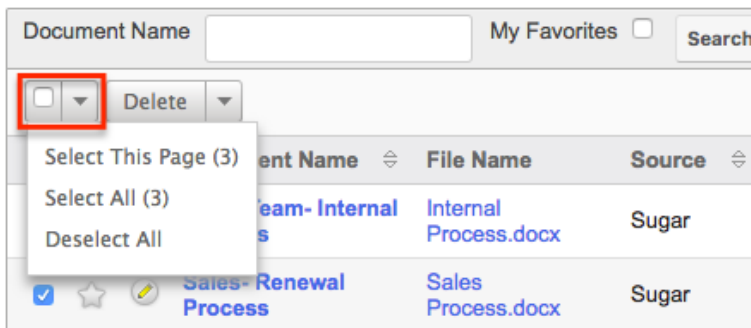 Document Name My Favorites Search
Delete
Select This Page (3)
Select All (3)
Deselect All
ent Name File Name Source
eam- Internal Internal Sugar
s Process.docx
Sales- Renewal Sales Sugar
Process Process.docx